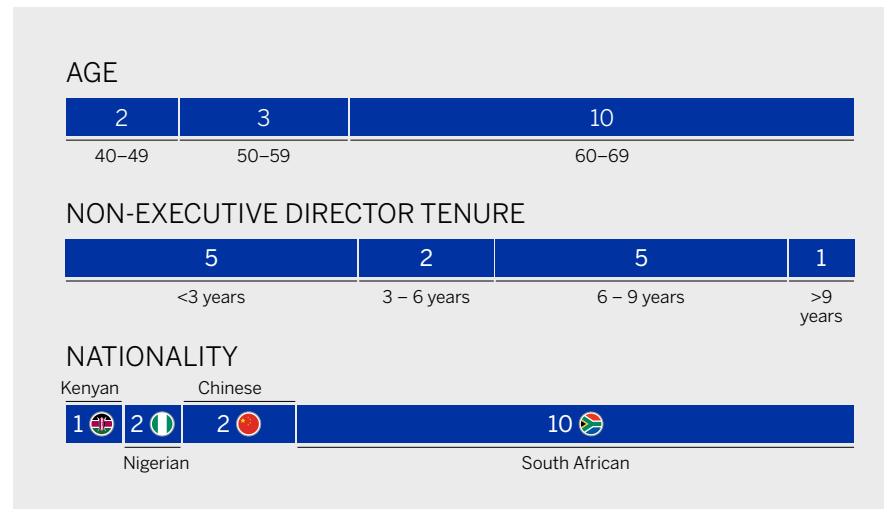 AGE
2 3 10
40–49 50–59 60–69
NON-EXECUTIVE DIRECTOR TENURE
5 2 5 1
<3 years 3 – 6 years 6 – 9 years >9
years
NATIONALITY
Kenyan Chinese
1 2 2 10
Nigerian South African